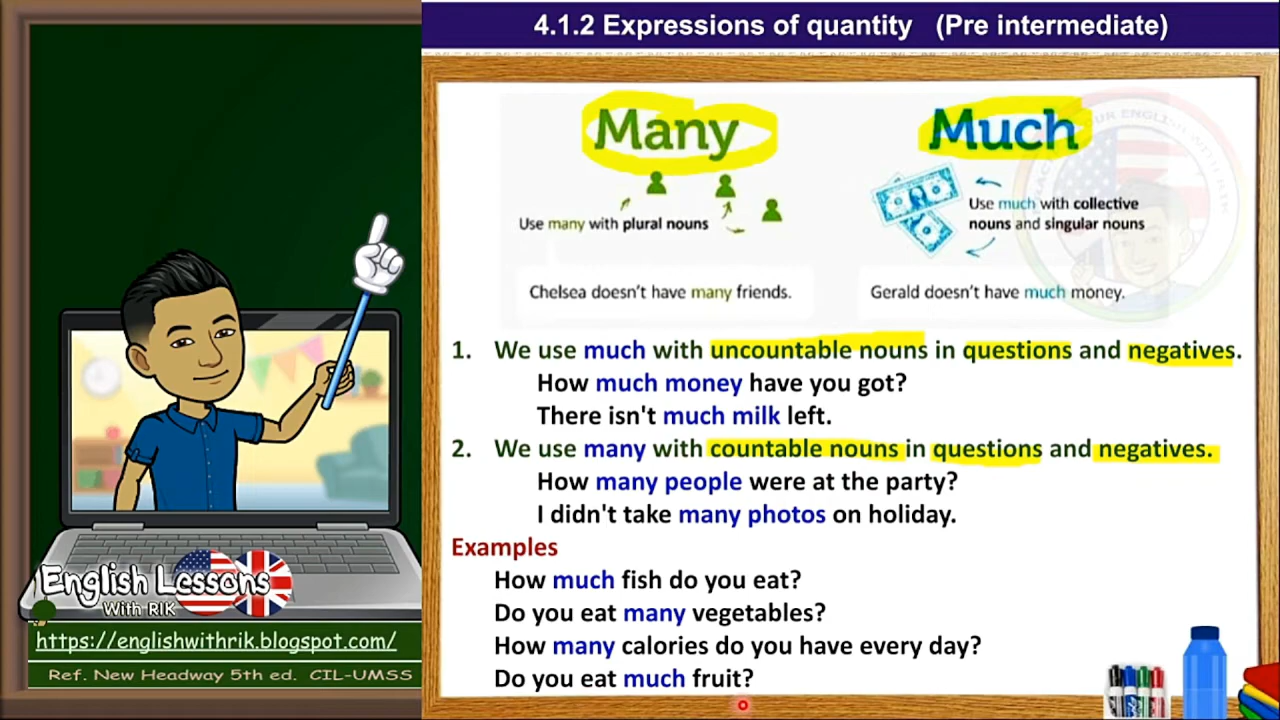 4.1.2 Expressions of quantity (Pre intermediate)
Many
Use many with plural nouns
Chelsea doesn't have many friends.
Much
Use much with collective
nouns and singular nouns
Gerald doesn't have much money.
1. We use much with uncountable nouns in questions and negatives.
How much money have you got?
There isn't much milk left.
2. We use many with countable nouns in questions and negatives.
How many people were at the party?
I didn't take many photos on holiday.
Examples
How much fish do you eat?
Do you eat many vegetables?
How many calories do you have every day?
Do you eat much fruit?
English Lessons
With RIK
https://englishwithrik.blogspot.com/
Ref. New Headway 5th ed. CIL-UMSS